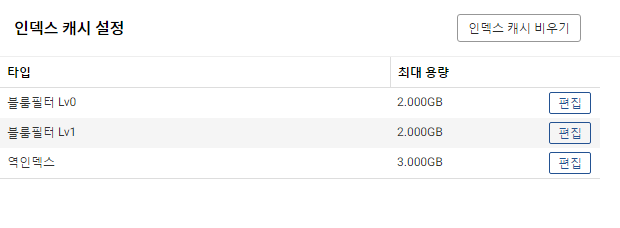 인덱스 캐시 설정
인덱스 캐시 비우기
타입 최대 용량
블룸필터 Lv0 2.000GB 편집
블룸필터 Lv1 2.000GB 편집
역인덱스 3.000GB 편집